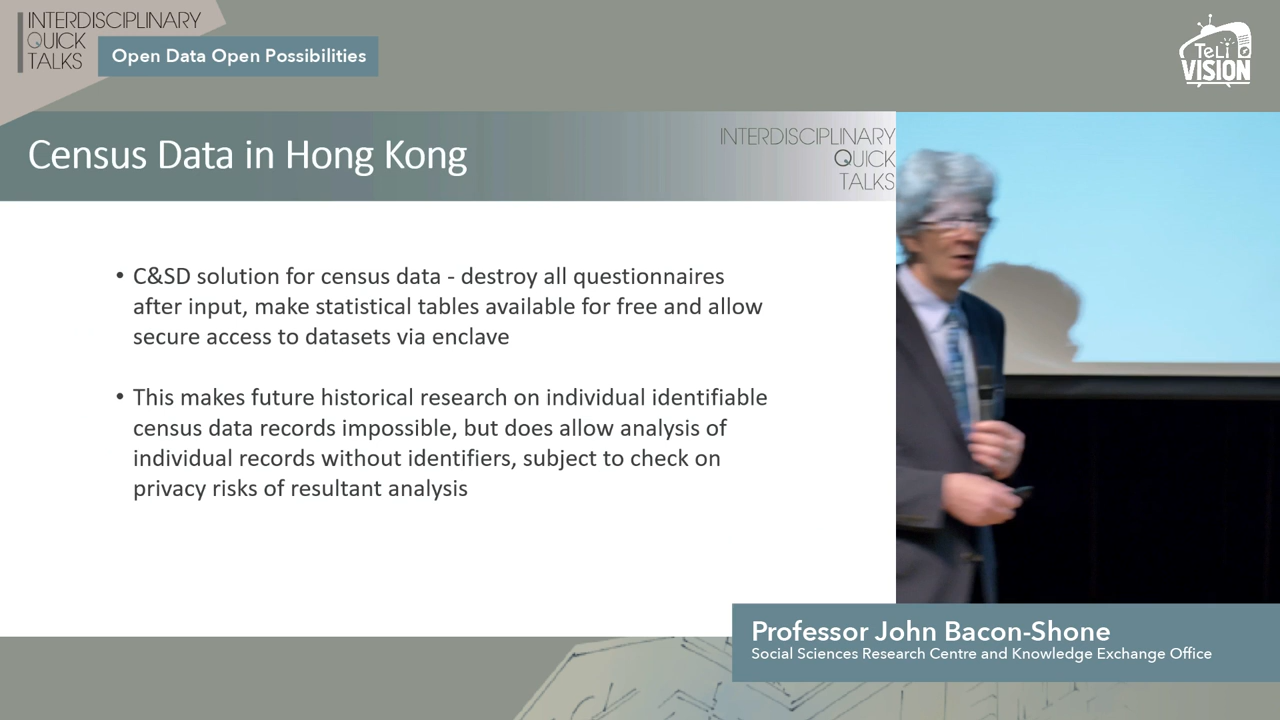 INTERDISCIPLINARY
QUICK
TALKS
Open Data Open Possibilities
TeLi
VISION
Census Data in Hong Kong
INTERDISCIPLINARY
QUICK
TALKS
• C&SD solution for census data - destroy all questionnaires
after input, make statistical tables available for free and allow
secure access to datasets via enclave
• This makes future historical research on individual identifiable
census data records impossible, but does allow analysis of
individual records without identifiers, subject to check on
privacy risks of resultant analysis
Professor John Bacon-Shone
Social Sciences Research Centre and Knowledge Exchange Office